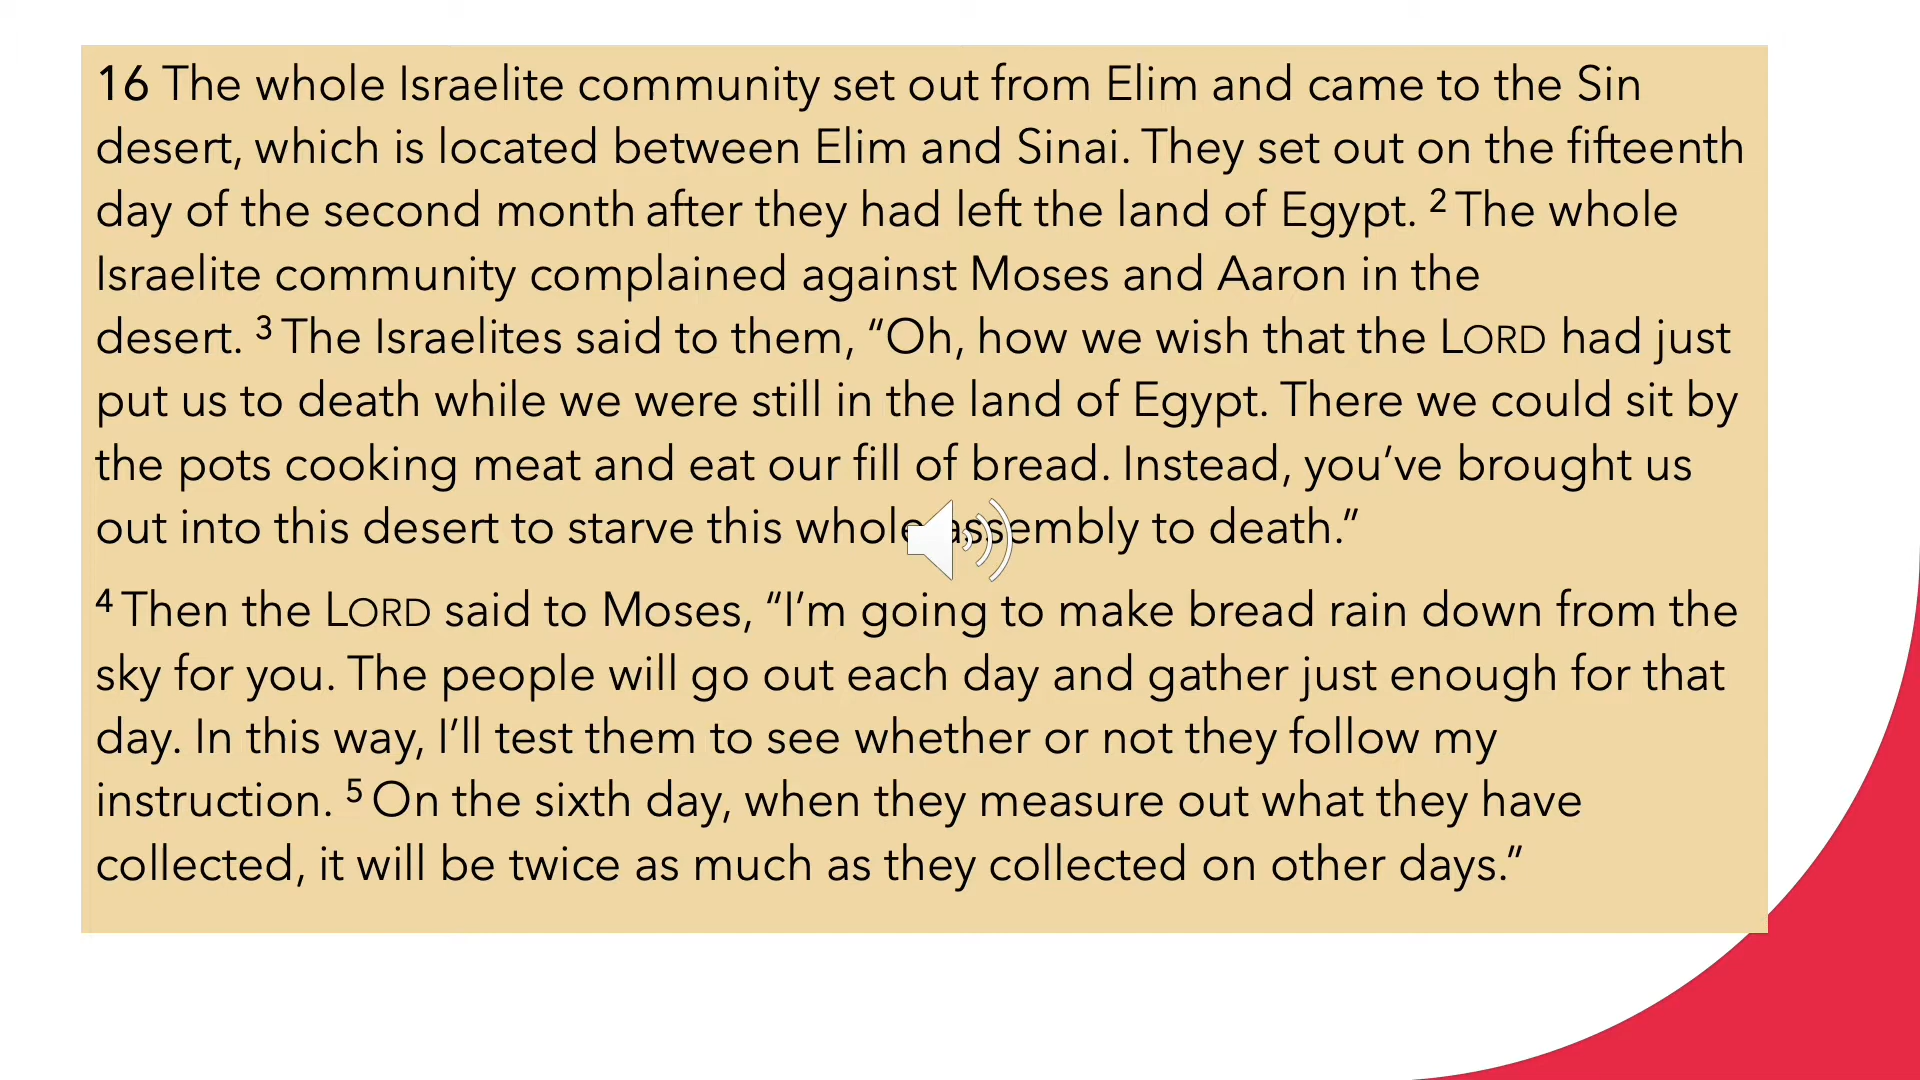 16 The whole Israelite community set out from Elim and came to the Sin
desert, which is located between Elim and Sinai. They set out on the fifteenth
day of the second month after they had left the land of Egypt. 2 The whole
Israelite community complained against Moses and Aaron in the
desert. 3 The Israelites said to them, “Oh, how we wish that the LORD had just
put us to death while we were still in the land of Egypt. There we could sit by
the pots cooking meat and eat our fill of bread. Instead, you’ve brought us
out into this desert to starve this whole assembly to death.”
4 Then the LORD said to Moses, “I’m going to make bread rain down from the
sky for you. The people will go out each day and gather just enough for that
day. In this way, I’ll test them to see whether or not they follow my
instruction. 5 On the sixth day, when they measure out what they have
collected, it will be twice as much as they collected on other days.”